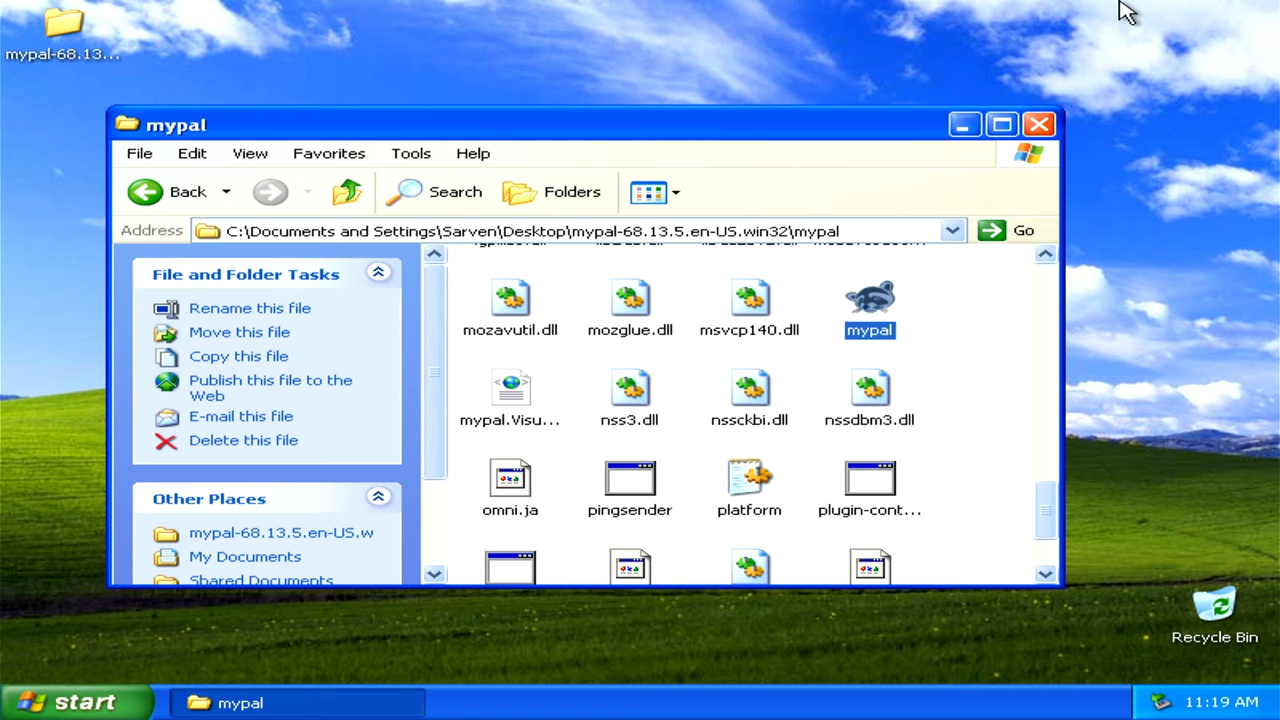 mypal-68.13...
mypal
File Edit View Favorites Tools Help
Back Search Folders
Address C:\Documents and Settings\Sarven\Desktop\mypal-68.13.5.en-US.win32\mypal Go
File and Folder Tasks
Rename this file
Move this file
Copy this file
Publish this file to the
Web
E-mail this file
Delete this file
Other Places
mypal-68.13.5.en-US.w
My Documents
Shared Documents
mozavutil.dll mozglue.dll msvcp140.dll mypal
mypal.Visu... nss3.dll nssckbi.dll nssdbm3.dll
omni.ja pingsender platform plugin-cont...
Recycle Bin
start mypal 11:19 AM